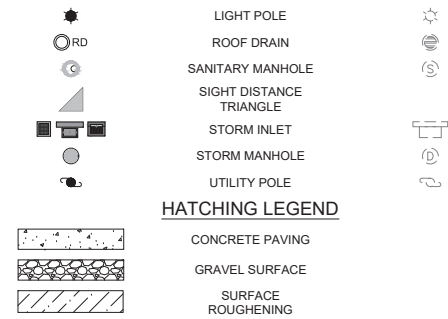 LIGHT POLE
RD ROOF DRAIN
SANITARY MANHOLE S
SIGHT DISTANCE
TRIANGLE
STORM INLET
STORM MANHOLE D
UTILITY POLE
HATCHING LEGEND
CONCRETE PAVING
GRAVEL SURFACE
SURFACE
ROUGHENING